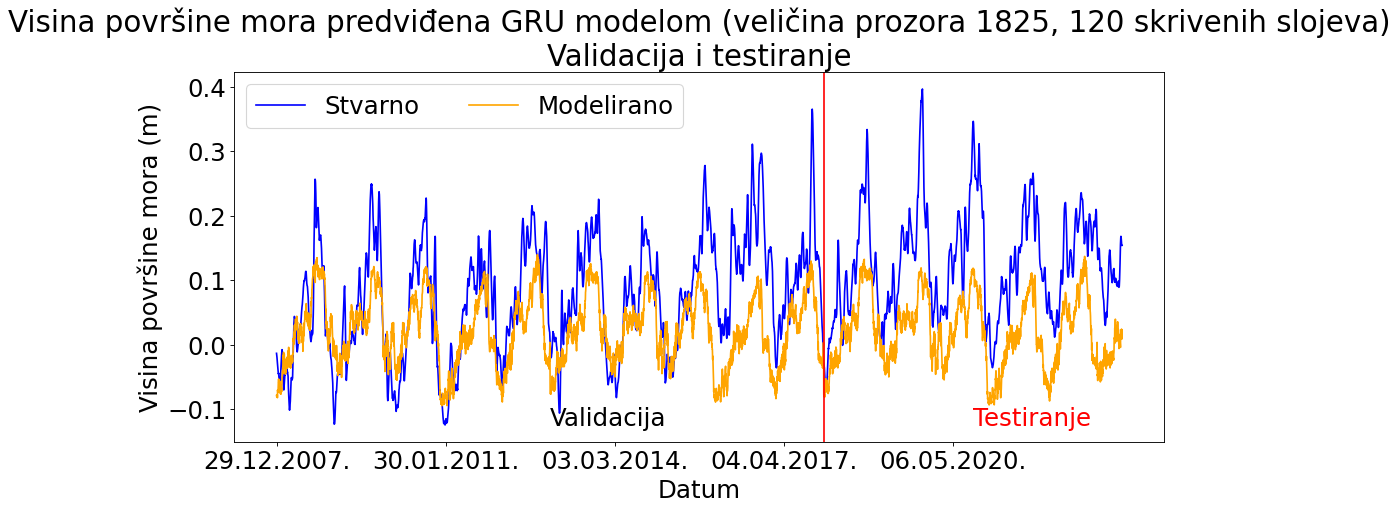 Visina površine mora predviđena GRU modelom (veličina prozora 1825, 120 skrivenih slojeva)
Validacija i testiranje
Stvarno
Modelirano
Visina površine mora (m)
0.4
0.3
0.2
0.1
0.0
−0.1
Validacija
Testiranje
29.12.2007.
30.01.2011.
03.03.2014.
04.04.2017.
06.05.2020.
Datum